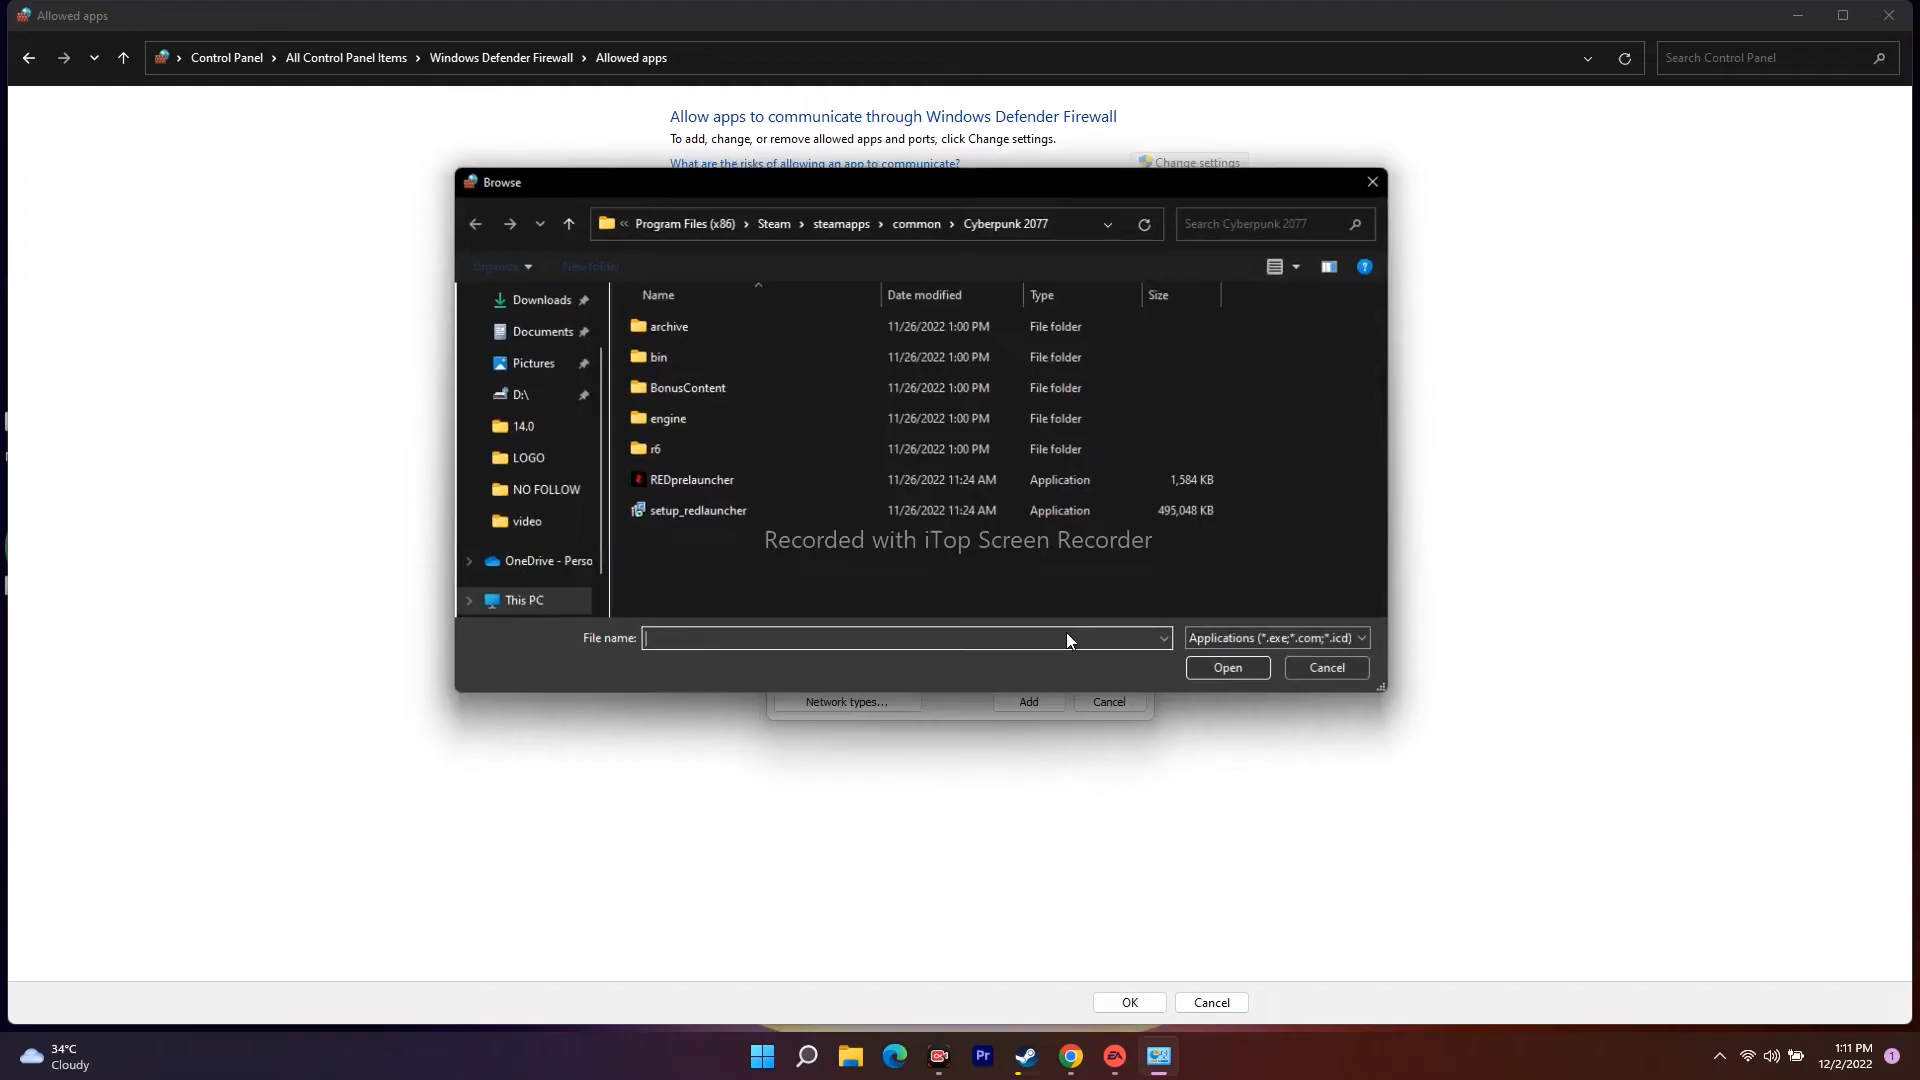 Allowed apps
Control Panel > All Control Panel Items > Windows Defender Firewall > Allowed apps
Search Control Panel
Allow apps to communicate through Windows Defender Firewall
To add, change, or remove allowed apps and ports, click Change settings.
What are the risks of allowing an app to communicate?
Change settings
Browse
« Program Files (x86) > Steam > steamapps > common > Cyberpunk 2077
Search Cyberpunk 2077
Organize New folder
Downloads
Documents
Pictures
D:\
14.0
LOGO
NO FOLLOW
video
OneDrive - Perso
This PC
Name Date modified Type Size
archive 11/26/2022 1:00 PM File folder
bin 11/26/2022 1:00 PM File folder
BonusContent 11/26/2022 1:00 PM File folder
engine 11/26/2022 1:00 PM File folder
r6 11/26/2022 1:00 PM File folder
REDprelauncher 11/26/2022 11:24 AM Application 1,584 KB
setup_redlauncher 11/26/2022 11:24 AM Application 495,048 KB
Recorded with iTop Screen Recorder
File name:
Applications (*.exe;*.com;*.icd)
Open Cancel
Network types... Add Cancel
OK Cancel
34°C
Cloudy
Pr
EA
1:11 PM
12/2/2022
1